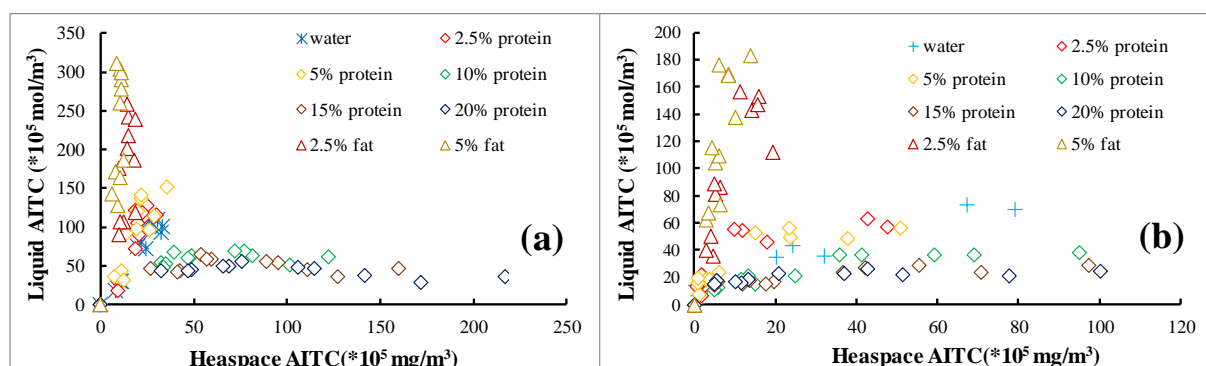 350
300
250
200
150
100
50
0
Liquid AITC (*10⁵ mol/m³)
water
2.5% protein
5% protein
10% protein
15% protein
20% protein
2.5% fat
5% fat
(a)
0
50
100
150
200
250
Heaspace AITC(*10⁵ mg/m³)
200
180
160
140
120
100
80
60
40
20
0
Liquid AITC (*10⁵ mol/m³)
water
2.5% protein
5% protein
10% protein
15% protein
20% protein
2.5% fat
5% fat
(b)
0
20
40
60
80
100
120
Heaspace AITC(*10⁵ mg/m³)